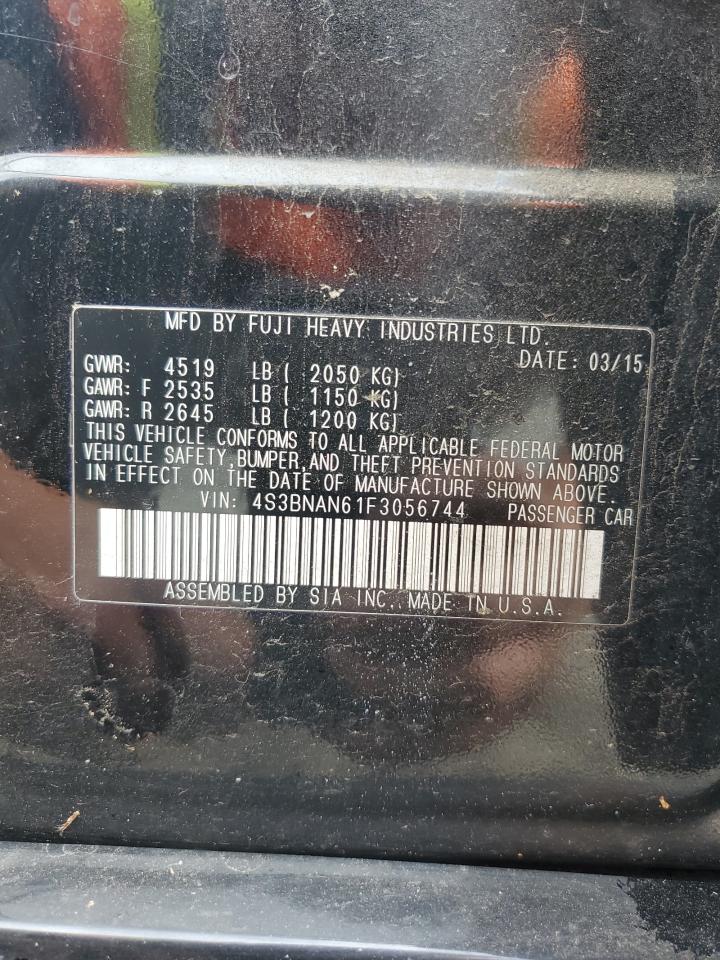 MFD BY FUJI HEAVY INDUSTRIES LTD.
DATE: 03/15
GVWR: 4519 LB ( 2050 KG)
GAWR: F 2535 LB ( 1150 KG)
GAWR: R 2645 LB ( 1200 KG)
THIS VEHICLE CONFORMS TO ALL APPLICABLE FEDERAL MOTOR
VEHICLE SAFETY, BUMPER, AND THEFT PREVENTION STANDARDS
IN EFFECT ON THE DATE OF MANUFACTURE SHOWN ABOVE.
VIN: 4S3BNAN61F3056744 PASSENGER CAR
ASSEMBLED BY SIA INC. MADE IN U.S.A.